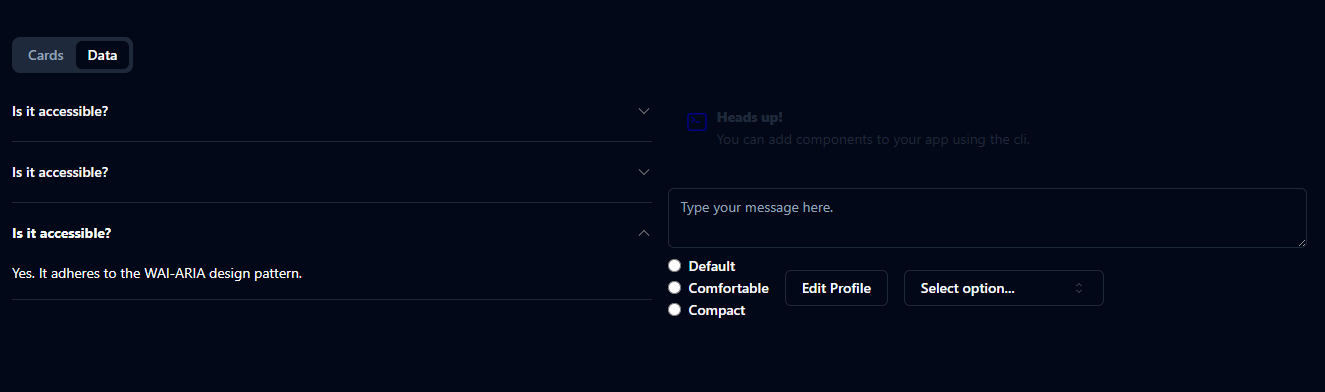 Cards
Data
Is it accessible?
Is it accessible?
Is it accessible?
Yes. It adheres to the WAI-ARIA design pattern.
Heads up!
You can add components to your app using the cli.
Type your message here.
Default
Comfortable
Compact
Edit Profile
Select option...